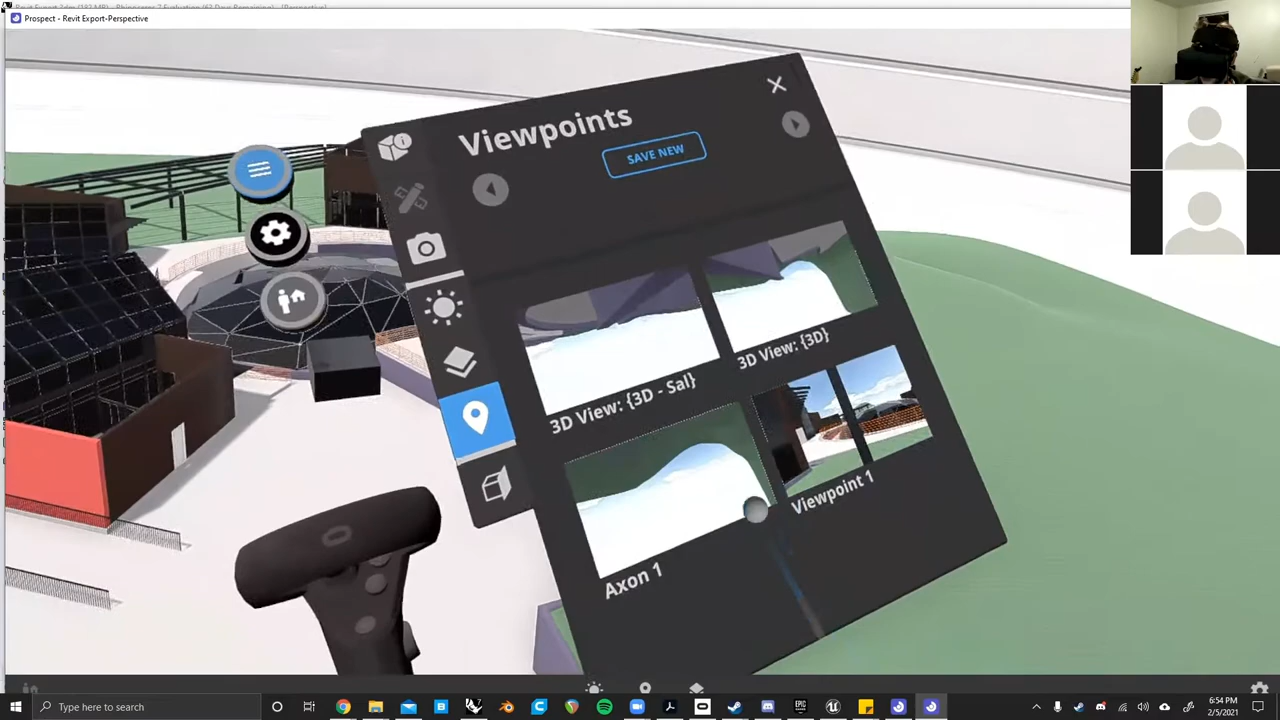 Prospect - Revit Export-Perspective
Viewpoints
SAVE NEW
3D View: {3D - Sal}
3D View: {3D}
Axon 1
Viewpoint 1
Type here to search
6:54 PM
2/5/2021